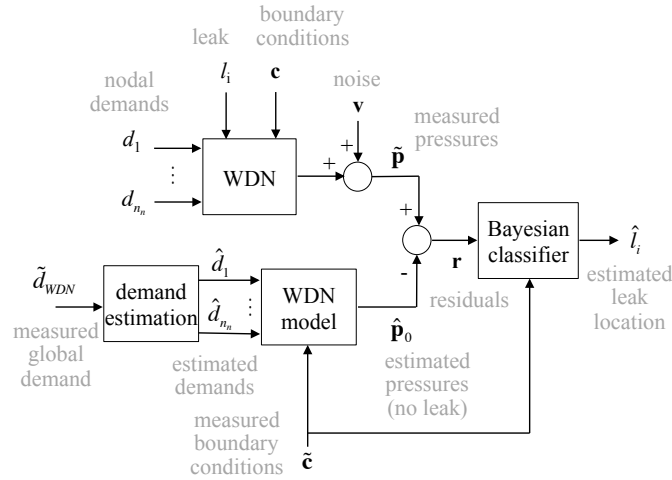 boundary
conditions
leak
l_i
c
nodal
demands
noise
v
measured
pressures
d_1
⋮
d_{n_n}
WDN
+
+
p̃
+
-
r
residuals
Bayesian
classifier
l̂_i
estimated
leak
location
d̃_{WDN}
measured
global
demand
demand
estimation
d̂_1
⋮
d̂_{n_n}
estimated
demands
WDN
model
p̂_0
estimated
pressures
(no leak)
measured
boundary
conditions
c̃